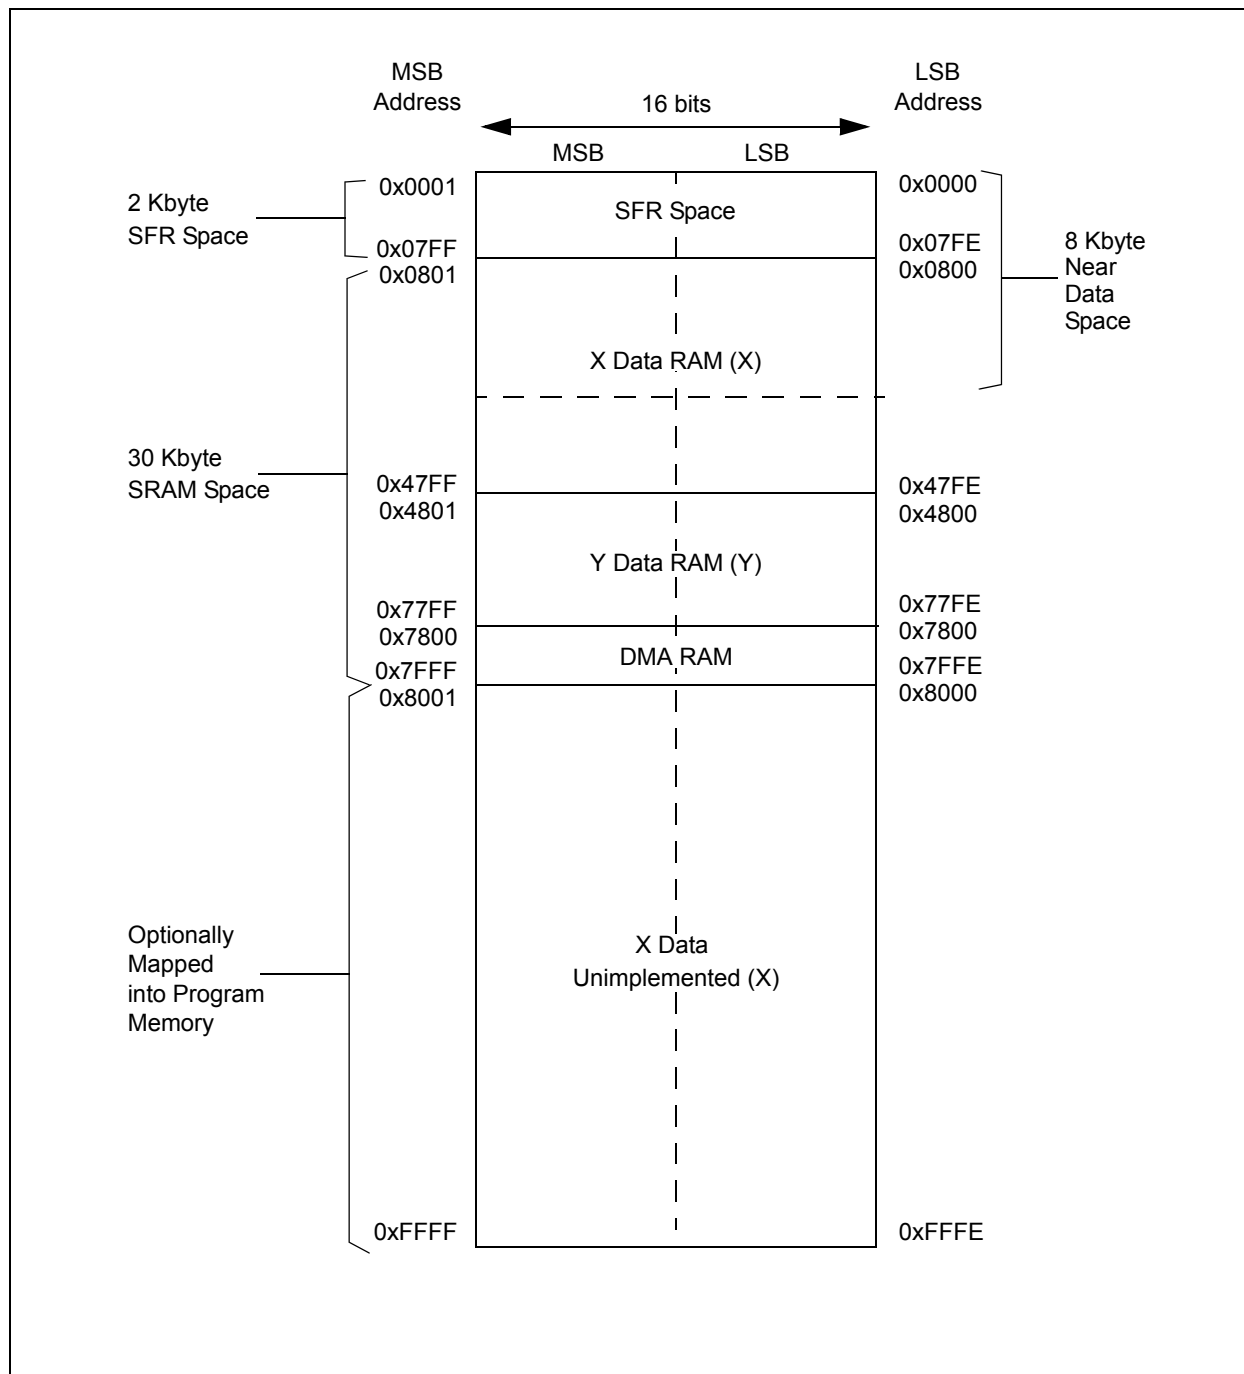 MSB
Address
LSB
Address
16 bits
MSB
LSB
2 Kbyte
SFR Space
0x0001
SFR Space
0x0000
0x07FF
0x0801
0x07FE
0x0800
8 Kbyte
Near
Data
Space
X Data RAM (X)
30 Kbyte
SRAM Space
0x47FF
0x4801
0x47FE
0x4800
Y Data RAM (Y)
0x77FF
0x7800
0x77FE
0x7800
DMA RAM
0x7FFF
0x8001
0x7FFE
0x8000
Optionally
Mapped
into Program
Memory
X Data
Unimplemented (X)
0xFFFF
0xFFFE